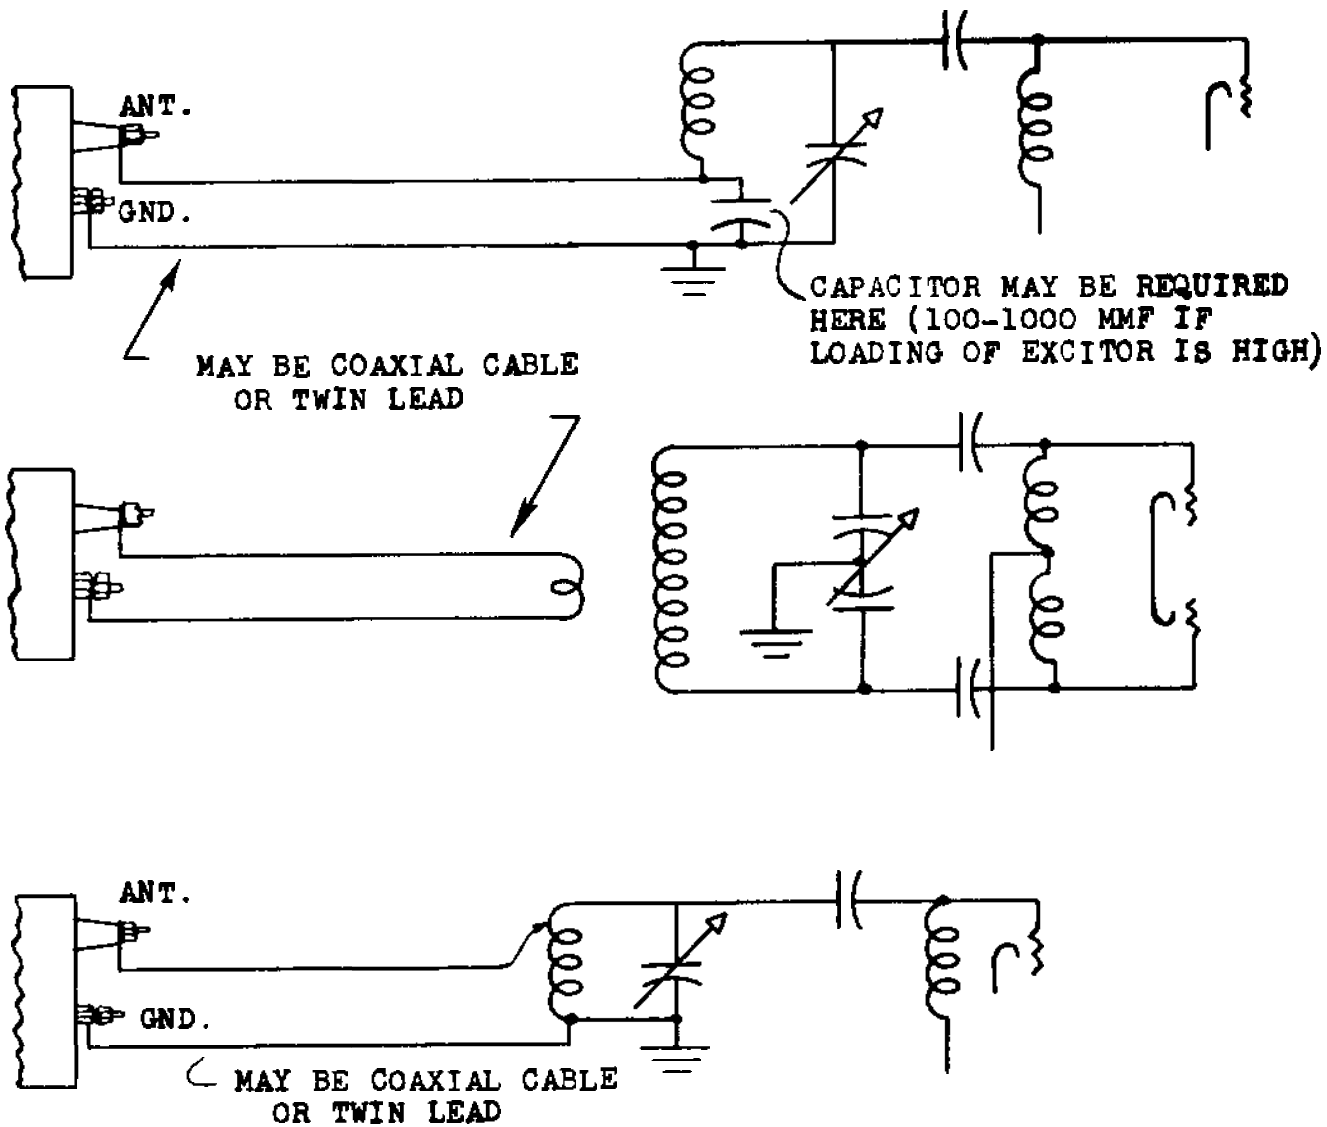 ANT.
GND.
CAPACITOR MAY BE REQUIRED
HERE (100-1000 MMF IF
LOADING OF EXCITOR IS HIGH)
MAY BE COAXIAL CABLE
OR TWIN LEAD
ANT.
GND.
MAY BE COAXIAL CABLE
OR TWIN LEAD